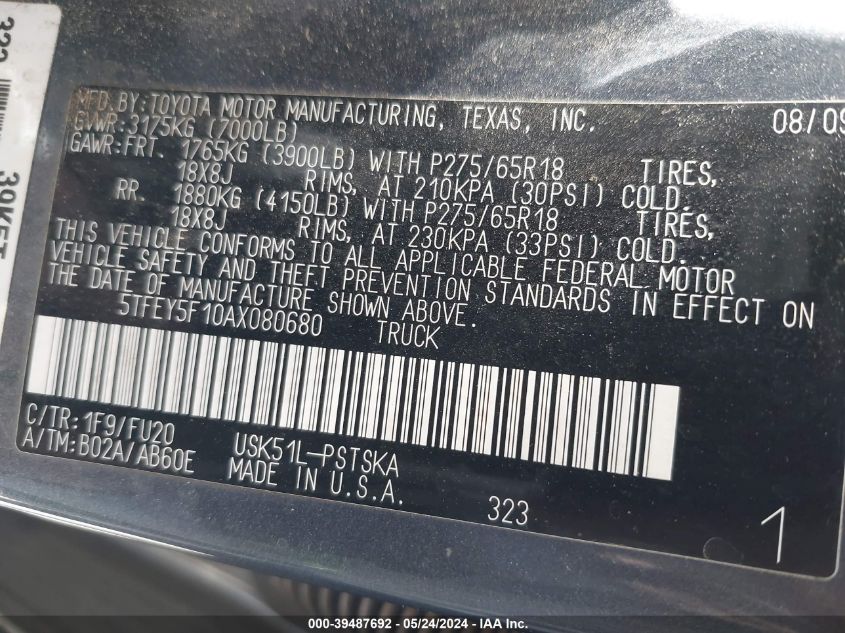 MFD. BY: TOYOTA MOTOR MANUFACTURING, TEXAS, INC. 08/09
GVWR: 3175KG (7000LB)
GAWR: FRT. 1765KG (3900LB) WITH P275/65R18 TIRES,
18X8J RIMS, AT 210KPA (30PSI) COLD.
RR. 1880KG (4150LB) WITH P275/65R18 TIRES,
18X8J RIMS, AT 230KPA (33PSI) COLD.
THIS VEHICLE CONFORMS TO ALL APPLICABLE FEDERAL MOTOR
VEHICLE SAFETY AND THEFT PREVENTION STANDARDS IN EFFECT ON
THE DATE OF MANUFACTURE SHOWN ABOVE.
5TFEY5F10AX080680 TRUCK
C/TR: 1F9/FU20
A/TM: B02A/AB60E
USK51L-PSTSKA
MADE IN U.S.A.
323
1
000-39487692 - 05/24/2024 - IAA, Inc.